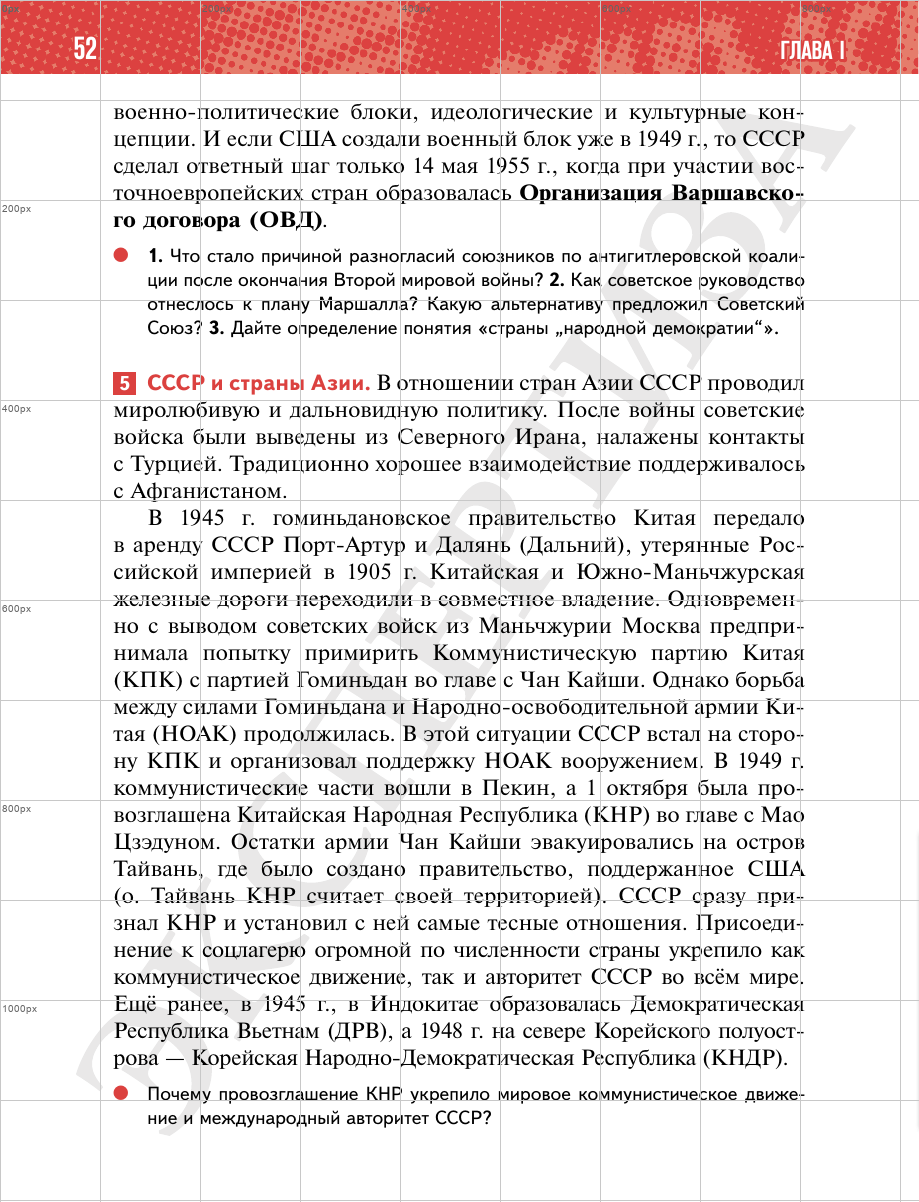 52
ГЛАВА I
военно-политические блоки, идеологические и культурные кон-
цепции. И если США создали военный блок уже в 1949 г., то СССР
сделал ответный шаг только 14 мая 1955 г., когда при участии вос-
точноевропейских стран образовалась Организация Варшавско-
го договора (ОВД).
1. Что стало причиной разногласий союзников по антигитлеровской коали-
ции после окончания Второй мировой войны? 2. Как советское руководство
отнеслось к плану Маршалла? Какую альтернативу предложил Советский
Союз? 3. Дайте определение понятия «страны „народной демократии“».
5 СССР и страны Азии. В отношении стран Азии СССР проводил
миролюбивую и дальновидную политику. После войны советские
войска были выведены из Северного Ирана, налажены контакты
с Турцией. Традиционно хорошее взаимодействие поддерживалось
с Афганистаном.
В 1945 г. гоминьдановское правительство Китая передало
в аренду СССР Порт-Артур и Далянь (Дальний), утерянные Рос-
сийской империей в 1905 г. Китайская и Южно-Маньчжурская
железные дороги переходили в совместное владение. Одновремен-
но с выводом советских войск из Маньчжурии Москва предпри-
нимала попытку примирить Коммунистическую партию Китая
(КПК) с партией Гоминьдан во главе с Чан Кайши. Однако борьба
между силами Гоминьдана и Народно-освободительной армии Ки-
тая (НОАК) продолжилась. В этой ситуации СССР встал на сторо-
ну КПК и организовал поддержку НОАК вооружением. В 1949 г.
коммунистические части вошли в Пекин, а 1 октября была про-
возглашена Китайская Народная Республика (КНР) во главе с Мао
Цзэдуном. Остатки армии Чан Кайши эвакуировались на остров
Тайвань, где было создано правительство, поддержанное США
(о. Тайвань КНР считает своей территорией). СССР сразу при-
знал КНР и установил с ней самые тесные отношения. Присоеди-
нение к соцлагерю огромной по численности страны укрепило как
коммунистическое движение, так и авторитет СССР во всём мире.
Ещё ранее, в 1945 г., в Индокитае образовалась Демократическая
Республика Вьетнам (ДРВ), а 1948 г. на севере Корейского полуост-
рова — Корейская Народно-Демократическая Республика (КНДР).
Почему провозглашение КНР укрепило мировое коммунистическое движе-
ние и международный авторитет СССР?
ЭКСПЕРТИЗА
200px
400px
600px
800px
1000px